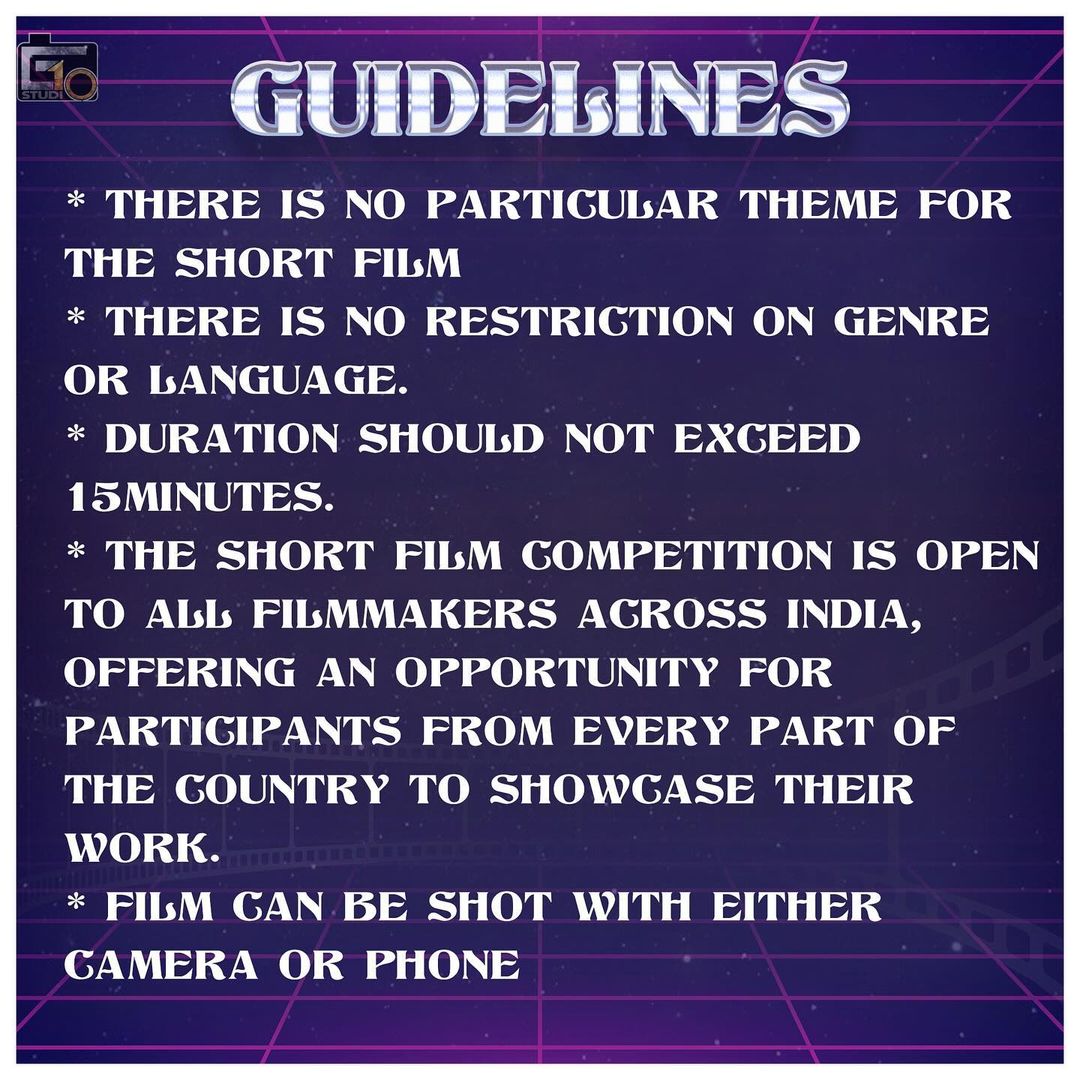 STUDIO
GUIDELINES
* THERE IS NO PARTICULAR THEME FOR
THE SHORT FILM
* THERE IS NO RESTRICTION ON GENRE
OR LANGUAGE.
* DURATION SHOULD NOT EXCEED
15MINUTES.
* THE SHORT FILM COMPETITION IS OPEN
TO ALL FILMMAKERS ACROSS INDIA,
OFFERING AN OPPORTUNITY FOR
PARTICIPANTS FROM EVERY PART OF
THE COUNTRY TO SHOWCASE THEIR
WORK.
* FILM CAN BE SHOT WITH EITHER
CAMERA OR PHONE